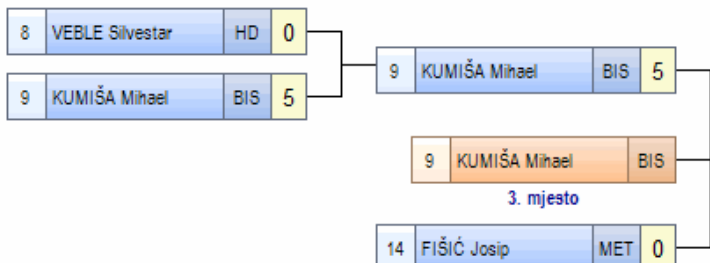 8 VEBLE Silvestar HD 0
9 KUMIŠA Mihael BIS 5
9 KUMIŠA Mihael BIS 5
9 KUMIŠA Mihael BIS
3. mjesto
14 FIŠIĆ Josip MET 0